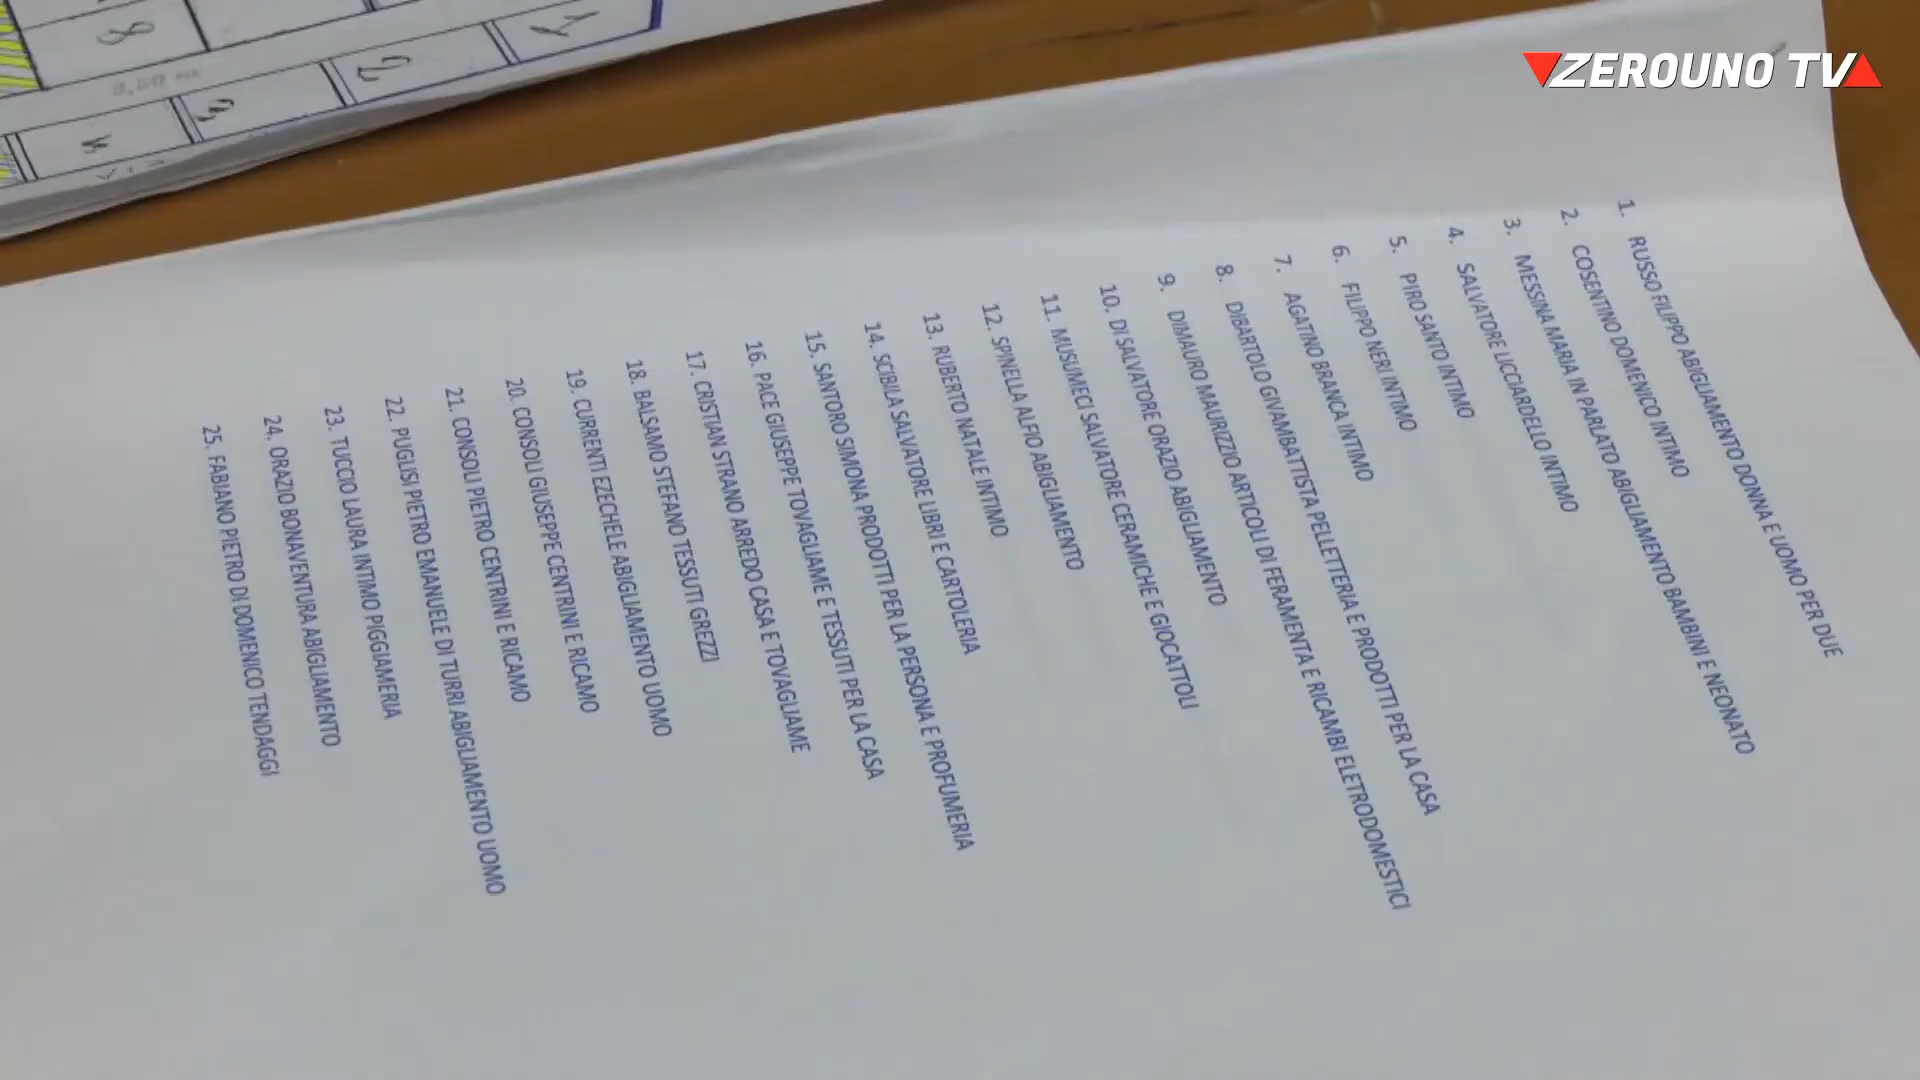 ZEROUNO TV
8
1
2
3
1. RUSSO FILIPPO ABIGLIAMENTO DONNA E UOMO PER DUE
2. COSENTINO DOMENICO INTIMO
3. MESSINA MARIA IN PARLATO ABIGLIAMENTO BAMBINI E NEONATO
4. SALVATORE LICCIARDELLO INTIMO
5. PIRO SANTO INTIMO
6. FILIPPO NERI INTIMO
7. AGATINO BRANCA INTIMO
8. DIBARTOLO GIVAMBATTISTA PELLETTERIA E PRODOTTI PER LA CASA
9. DIMAURO MAURIZZIO ARTICOLI DI FERAMENTA E RICAMBI ELETRODOMESTICI
10. DI SALVATORE ORAZIO ABIGLIAMENTO
11. MUSUMECI SALVATORE CERAMICHE E GIOCATTOLI
12. SPINELLA ALFIO ABIGLIAMENTO
13. RUBERTO NATALE INTIMO
14. SCIBILA SALVATORE LIBRI E CARTOLERIA
15. SANTORO SIMONA PRODOTTI PER LA PERSONA E PROFUMERIA
16. PACE GIUSEPPE TOVAGLIAME E TESSUTI PER LA CASA
17. CRISTIAN STRANO ARREDO CASA E TOVAGLIAME
18. BALSAMO STEFANO TESSUTI GREZZI
19. CURRENTI EZECHELE ABIGLIAMENTO UOMO
20. CONSOLI GIUSEPPE CENTRINI E RICAMO
21. CONSOLI PIETRO CENTRINI E RICAMO
22. PUGLISI PIETRO EMANUELE DI TURRI ABIGLIAMENTO UOMO
23. TUCCIO LAURA INTIMO PIGGIAMERIA
24. ORAZIO BONAVENTURA ABIGLIAMENTO
25. FABIANO PIETRO DI DOMENICO TENDAGGI